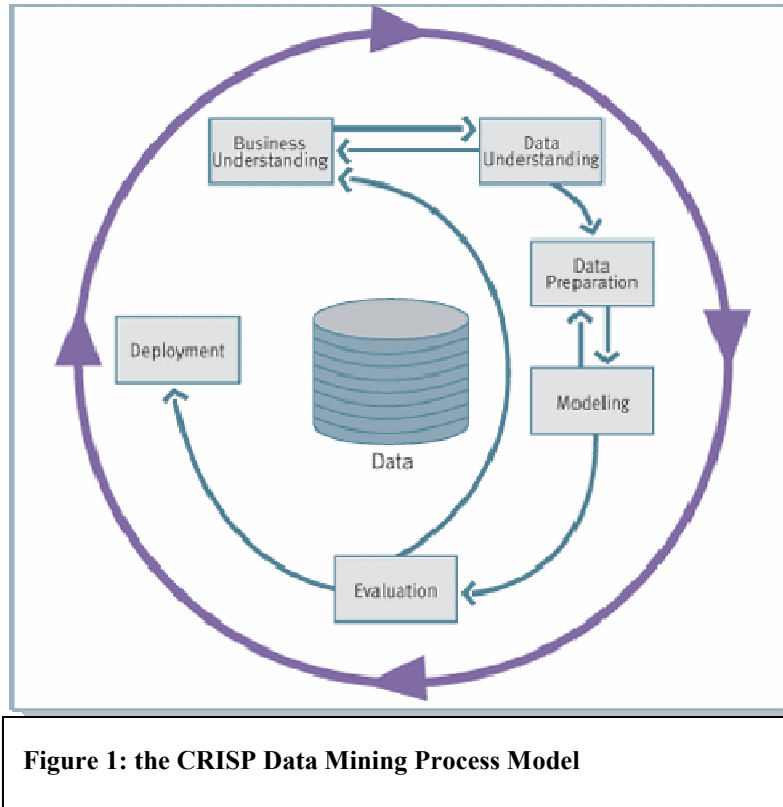 Business
Understanding
Data
Understanding
Data
Preparation
Deployment
Modeling
Data
Evaluation
Figure 1: the CRISP Data Mining Process Model